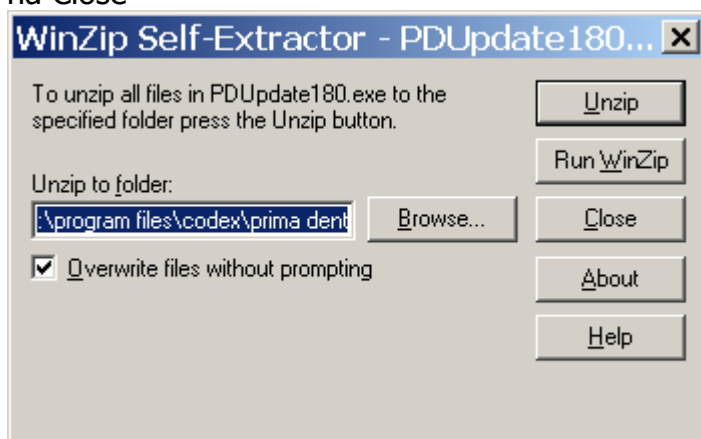 nd Close
WinZip Self-Extractor - PDUpdate180...
To unzip all files in PDUpdate180.exe to the
specified folder press the Unzip button.
Unzip
Run WinZip
Unzip to folder:
:\program files\codex\prima dent
Browse...
Close
Overwrite files without prompting
About
Help